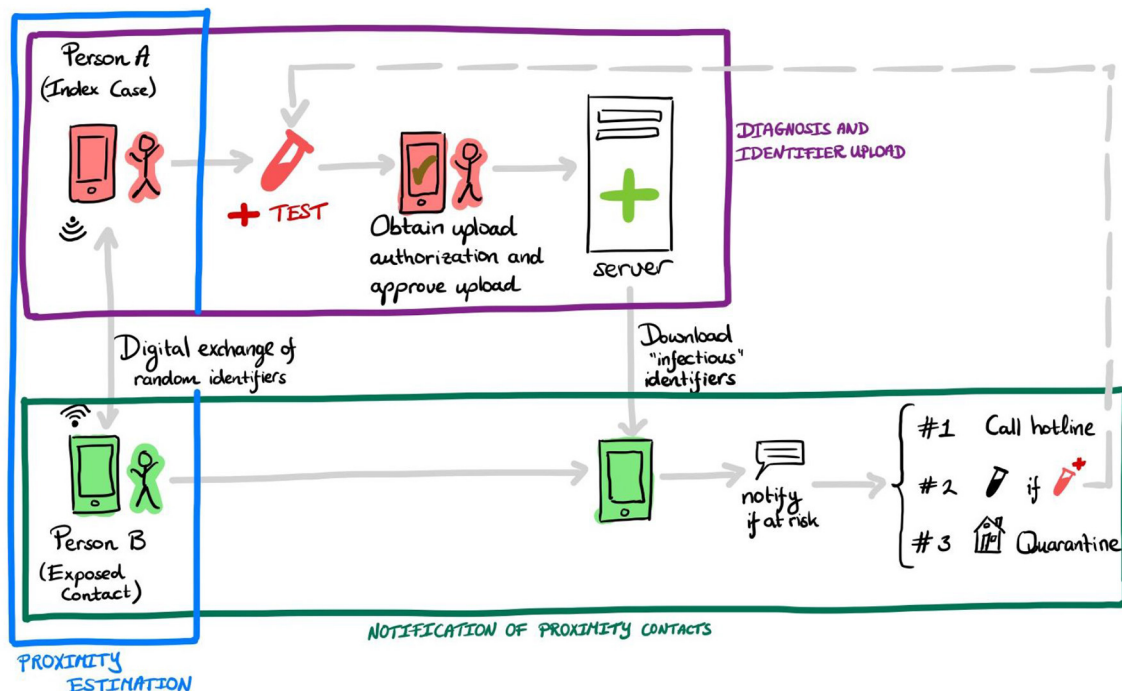 Person A
(Index Case)
+ TEST
Obtain upload
authorization and
approve upload
server
DIAGNOSIS AND
IDENTIFIER UPLOAD
Digital exchange of
random identifiers
Download
"infectious"
identifiers
Person B
(Exposed
Contact)
notify
if at risk
#1 Call hotline
#2 if
#3 Quarantine
NOTIFICATION OF PROXIMITY CONTACTS
PROXIMITY
ESTIMATION